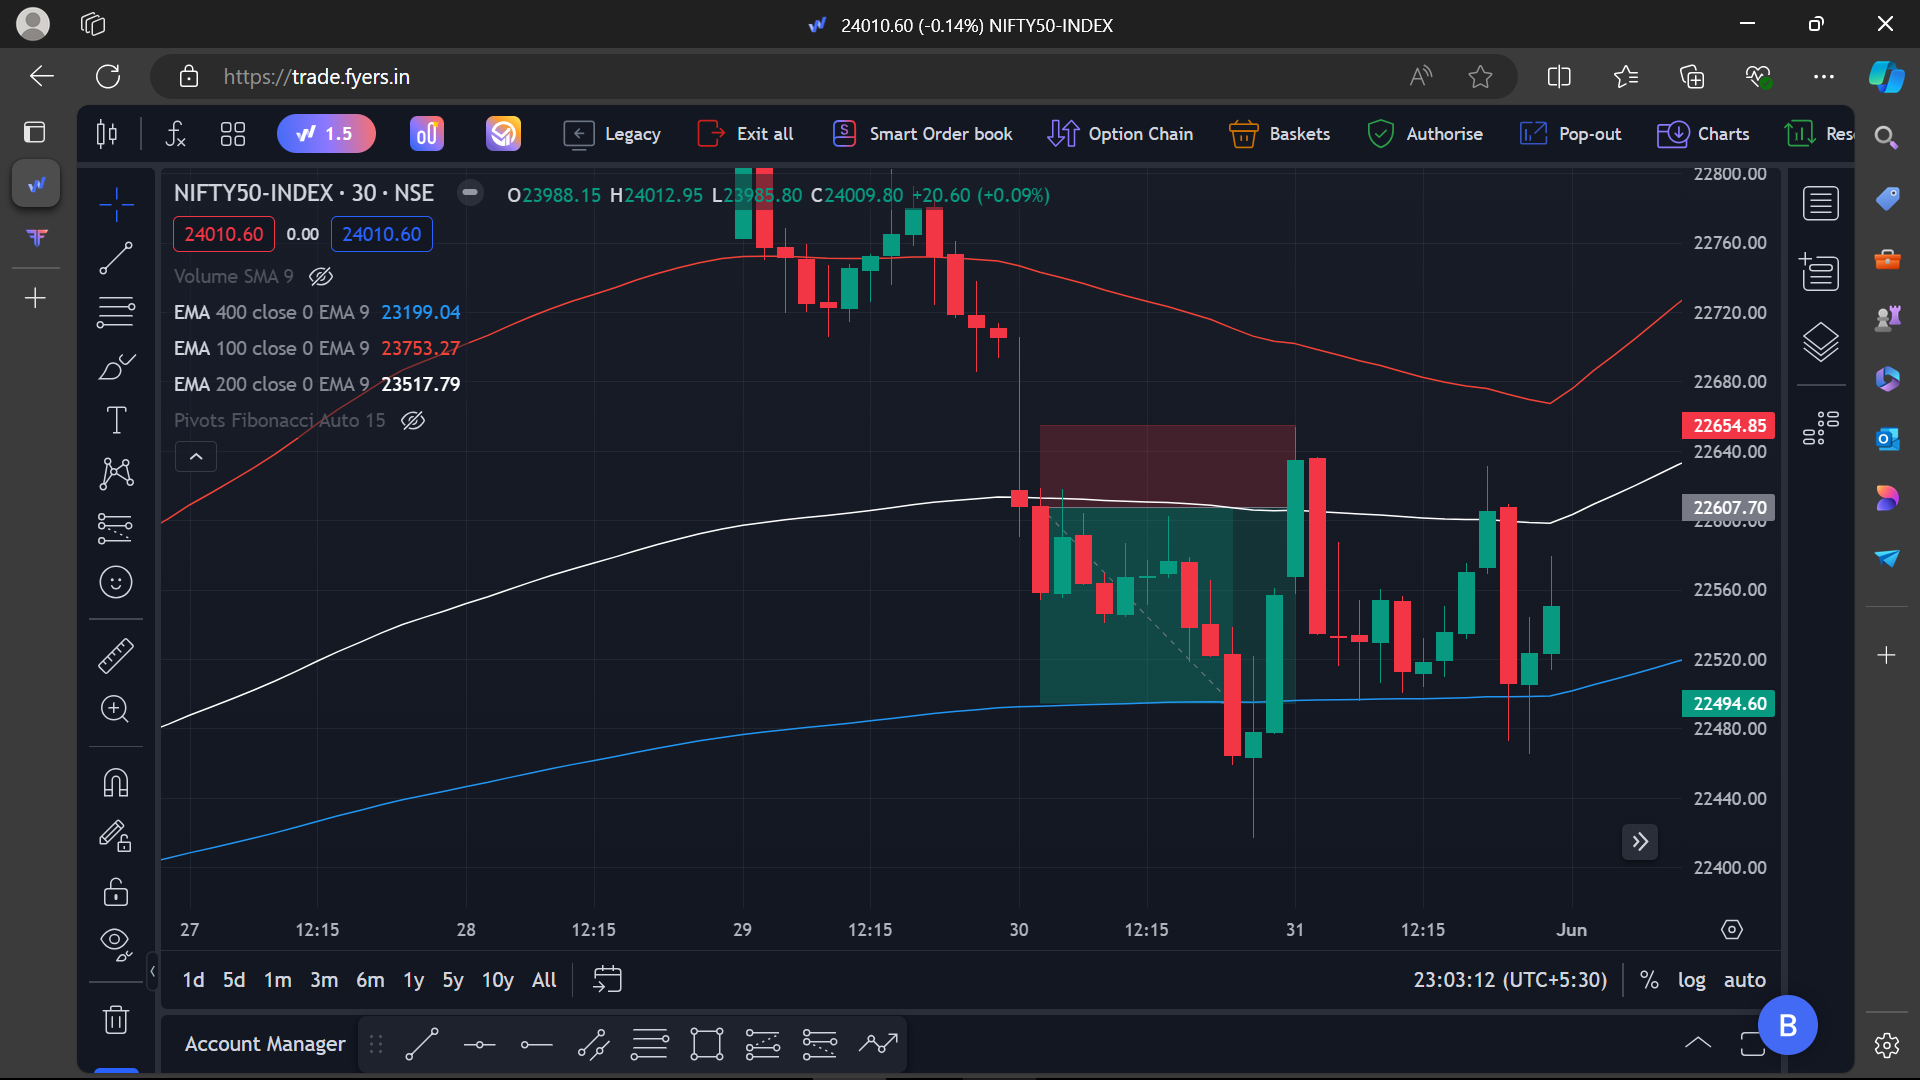 24010.60 (-0.14%) NIFTY50-INDEX
https://trade.fyers.in
1.5
Legacy
Exit all
Smart Order book
Option Chain
Baskets
Authorise
Pop-out
Charts
NIFTY50-INDEX · 30 · NSE
O23988.15 H24012.95 L23985.80 C24009.80 +20.60 (+0.09%)
24010.60 0.00 24010.60
Volume SMA 9
EMA 400 close 0 EMA 9 23199.04
EMA 100 close 0 EMA 9 23753.27
EMA 200 close 0 EMA 9 23517.79
Pivots Fibonacci Auto 15
22800.00
22760.00
22720.00
22680.00
22654.85
22640.00
22607.70
22600.00
22560.00
22520.00
22494.60
22480.00
22440.00
22400.00
27 12:15 28 12:15 29 12:15 30 12:15 31 12:15 Jun
1d 5d 1m 3m 6m 1y 5y 10y All
23:03:12 (UTC+5:30) % log auto
Account Manager
B